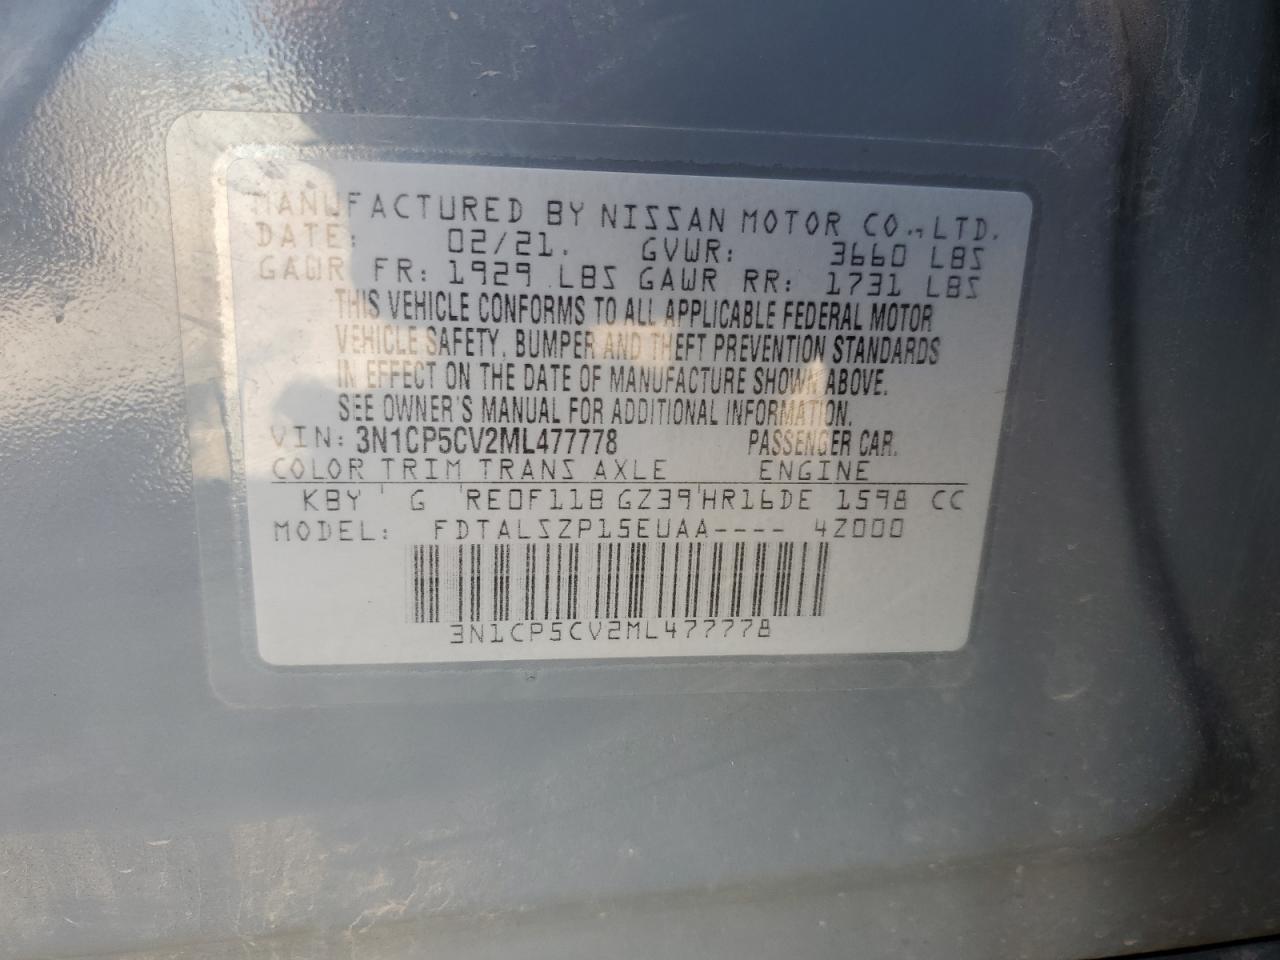 MANUFACTURED BY NISSAN MOTOR CO., LTD.
DATE: 02/21. GVWR: 3660 LBS
GAWR FR: 1929 LBS GAWR RR: 1731 LBS
THIS VEHICLE CONFORMS TO ALL APPLICABLE FEDERAL MOTOR
VEHICLE SAFETY, BUMPER AND THEFT PREVENTION STANDARDS
IN EFFECT ON THE DATE OF MANUFACTURE SHOWN ABOVE.
SEE OWNER'S MANUAL FOR ADDITIONAL INFORMATION.
VIN: 3N1CP5CV2ML477778 PASSENGER CAR.
COLOR TRIM TRANS AXLE ENGINE
KBY G RE0F11B GZ39 HR16DE 1598 CC
MODEL: FDTALSZP15EUAA---- 4Z000
3N1CP5CV2ML477778